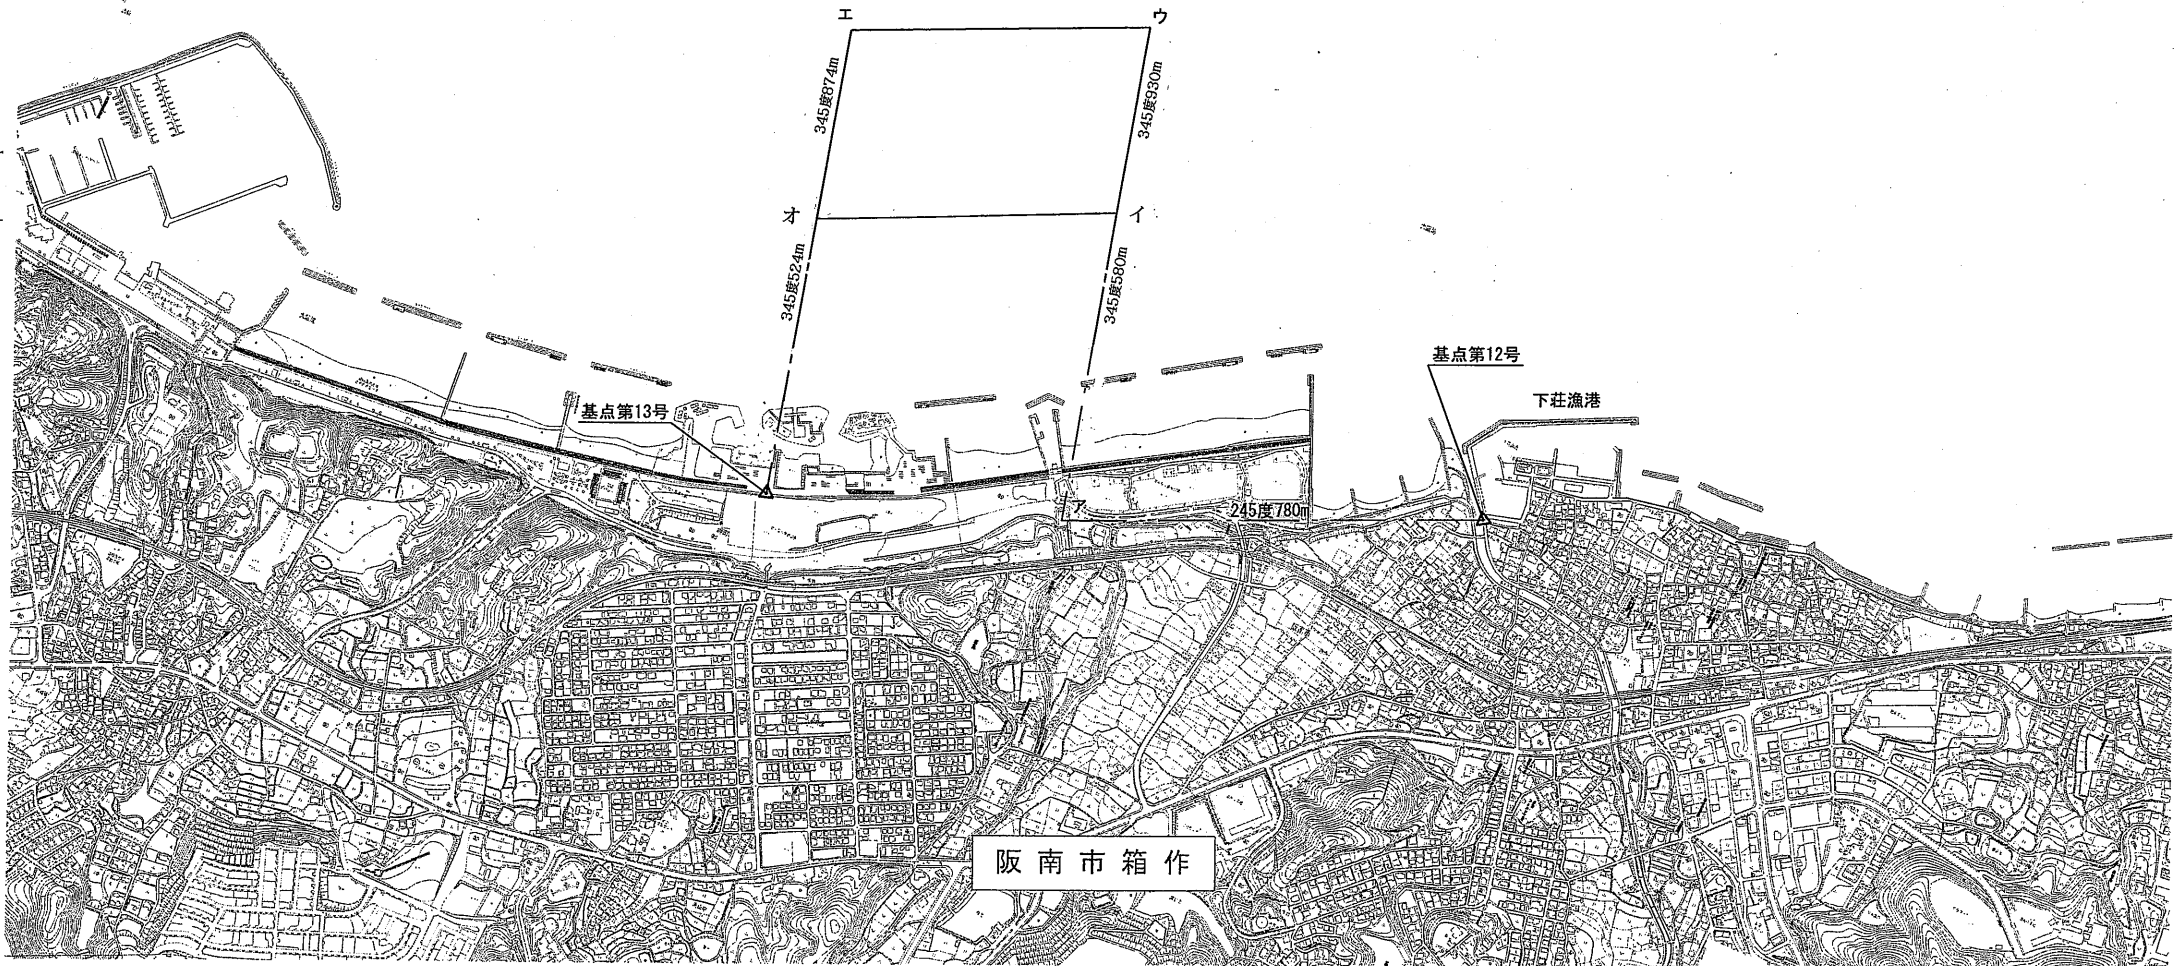 エ
ウ
345度874m
345度930m
オ
イ
345度524m
345度580m
基点第12号
下荘漁港
基点第13号
ア
245度780m
阪南市箱作